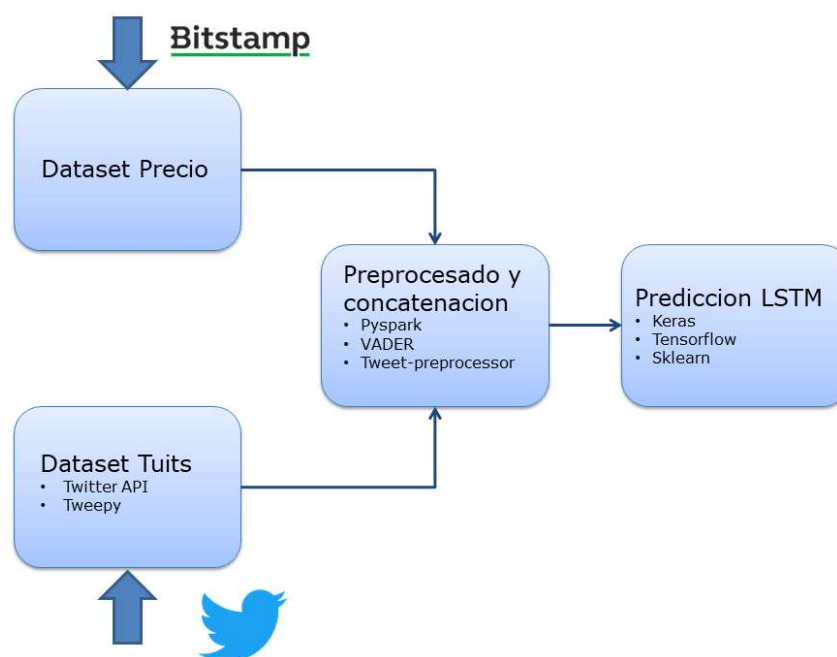 Bitstamp
Dataset Precio
Preprocesado y
concatenacion
• Pyspark
• VADER
• Tweet-preprocessor
Prediccion LSTM
• Keras
• Tensorflow
• Sklearn
Dataset Tuits
• Twitter API
• Tweepy